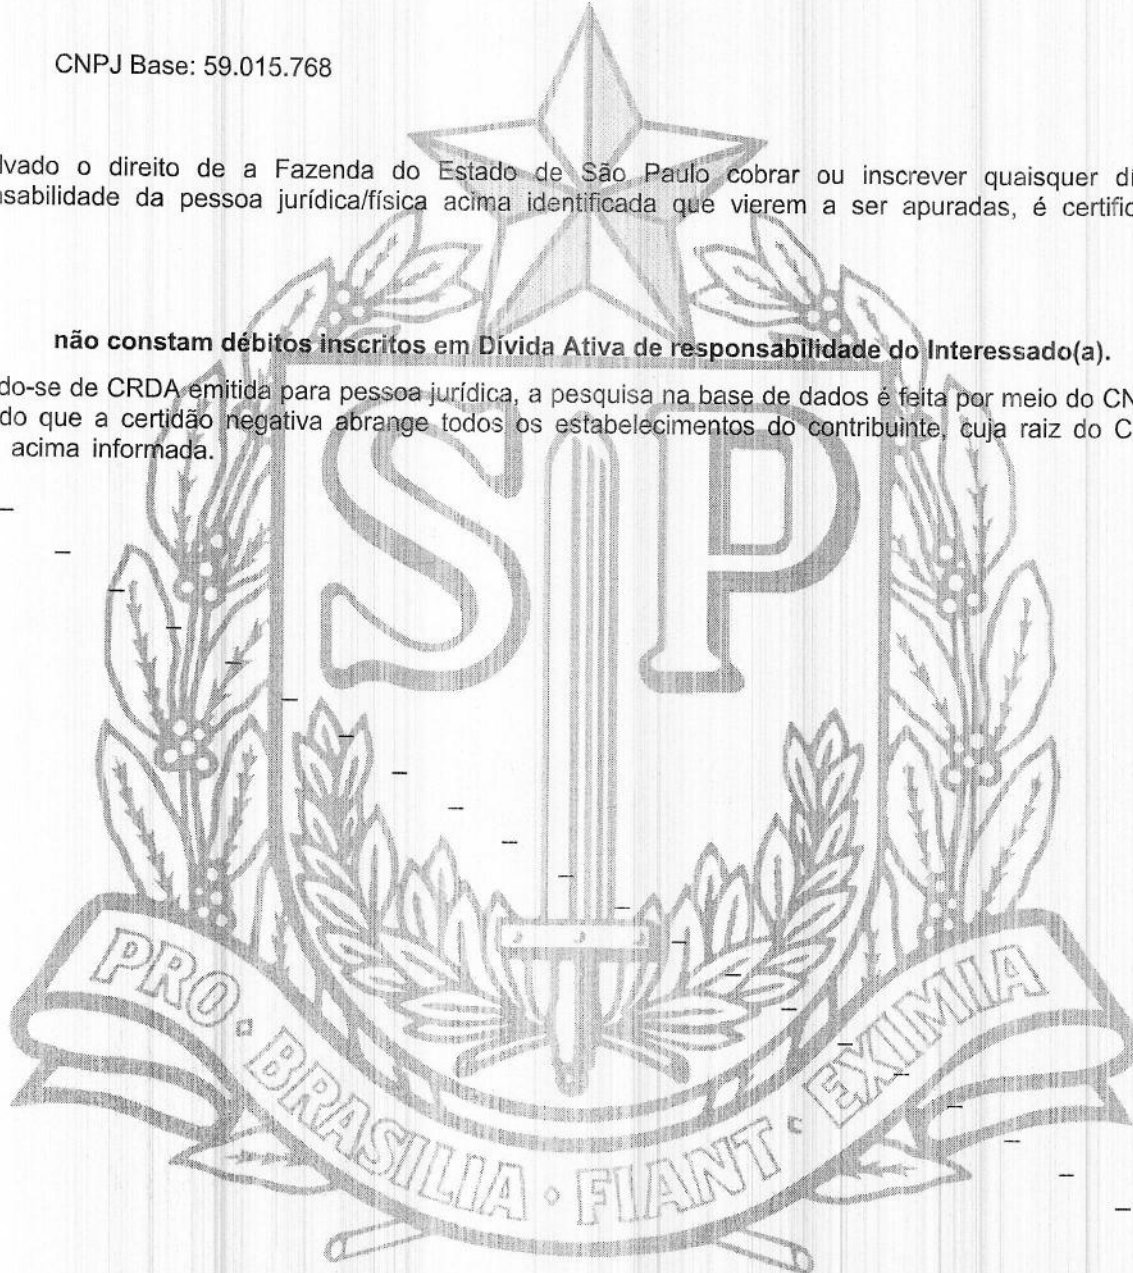 CNPJ Base: 59.015.768
lvado o direito de a Fazenda do Estado de São Paulo cobrar ou inscrever quaisquer dí
nsabilidade da pessoa jurídica/física acima identificada que vierem a ser apuradas, é certific
não constam débitos inscritos em Dívida Ativa de responsabilidade do Interessado(a).
do-se de CRDA emitida para pessoa jurídica, a pesquisa na base de dados é feita por meio do CN
do que a certidão negativa abrange todos os estabelecimentos do contribuinte, cuja raiz do C
acima informada.
SP
PRO · BRASILIA · FIANT · EXIMIA